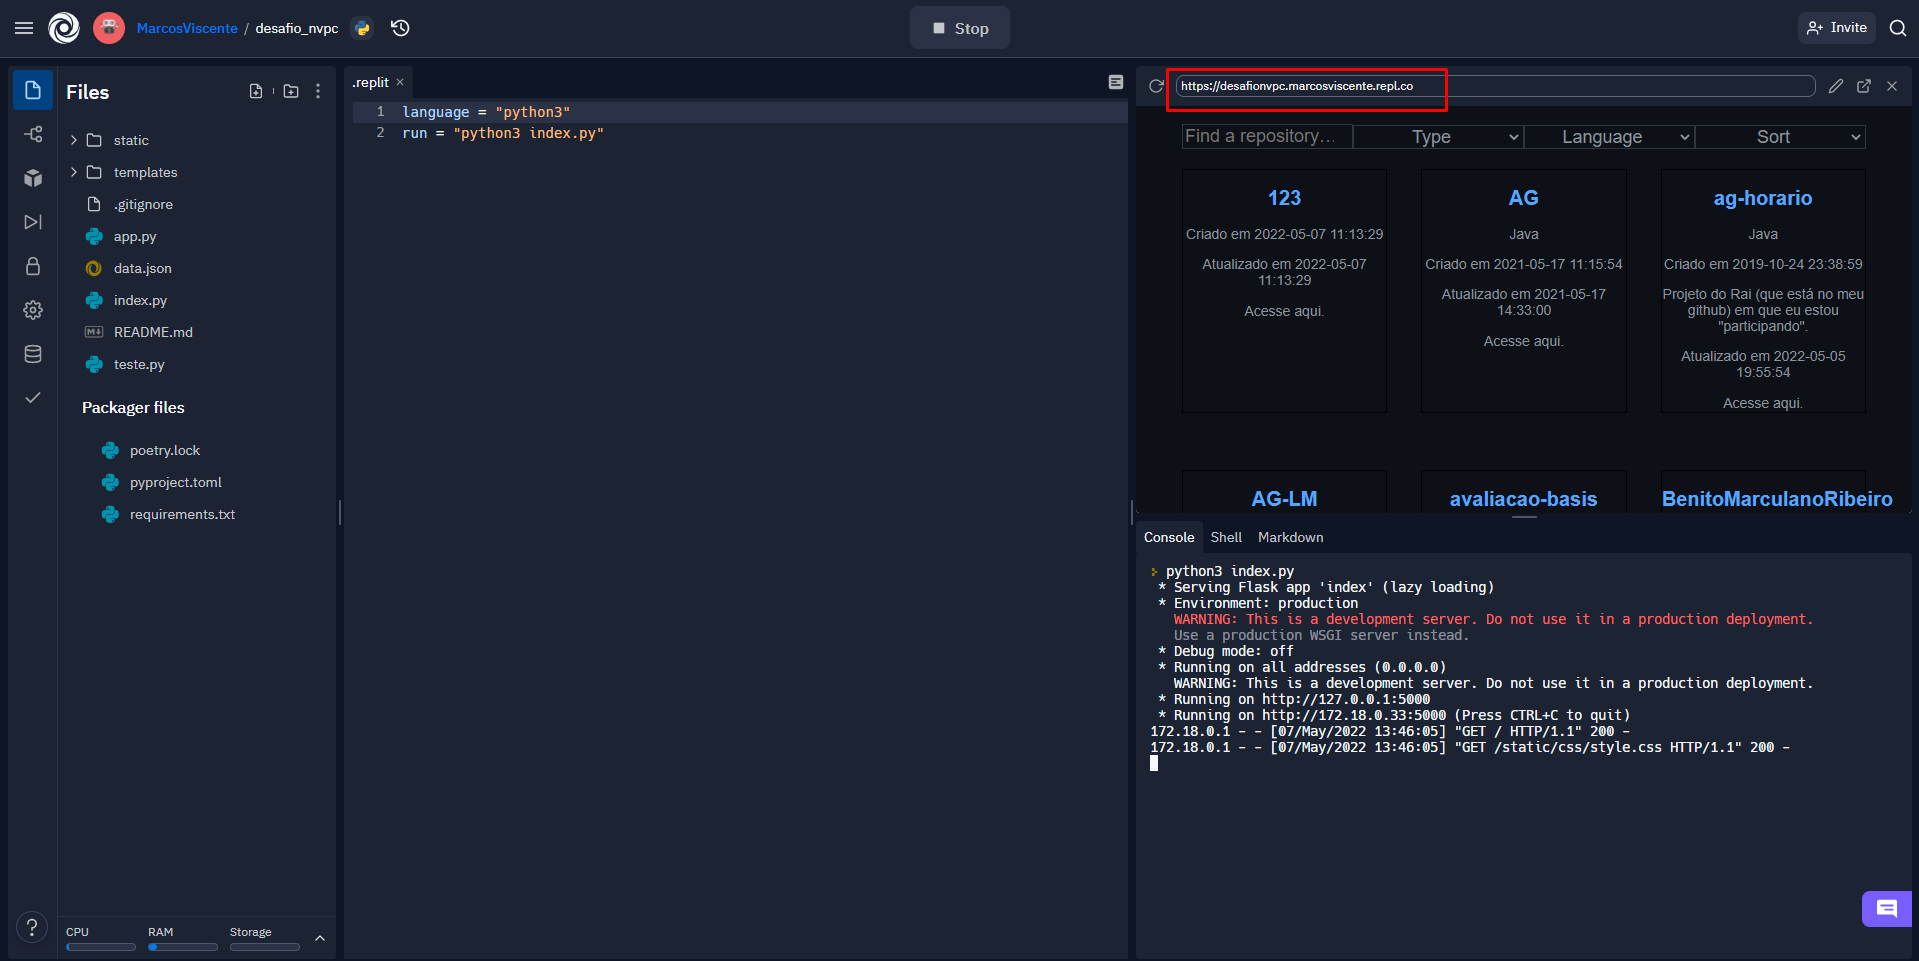 MarcosViscente / desafio_nvpc
Stop
Invite
Files
static
templates
.gitignore
app.py
data.json
index.py
README.md
teste.py
Packager files
poetry.lock
pyproject.toml
requirements.txt
CPU
RAM
Storage
.replit
1 language = "python3"
2 run = "python3 index.py"
https://desafionvpc.marcosviscente.repl.co
Find a repository…
Type
Language
Sort
123
Criado em 2022-05-07 11:13:29
Atualizado em 2022-05-07
11:13:29
Acesse aqui.
AG
Java
Criado em 2021-05-17 11:15:54
Atualizado em 2021-05-17
14:33:00
Acesse aqui.
ag-horario
Java
Criado em 2019-10-24 23:38:59
Projeto do Rai (que está no meu
github) em que eu estou
"participando".
Atualizado em 2022-05-05
19:55:54
Acesse aqui.
AG-LM
avaliacao-basis
BenitoMarculanoRibeiro
Console
Shell
Markdown
python3 index.py
* Serving Flask app 'index' (lazy loading)
* Environment: production
WARNING: This is a development server. Do not use it in a production deployment.
Use a production WSGI server instead.
* Debug mode: off
* Running on all addresses (0.0.0.0)
WARNING: This is a development server. Do not use it in a production deployment.
* Running on http://127.0.0.1:5000
* Running on http://172.18.0.33:5000 (Press CTRL+C to quit)
172.18.0.1 - - [07/May/2022 13:46:05] "GET / HTTP/1.1" 200 -
172.18.0.1 - - [07/May/2022 13:46:05] "GET /static/css/style.css HTTP/1.1" 200 -